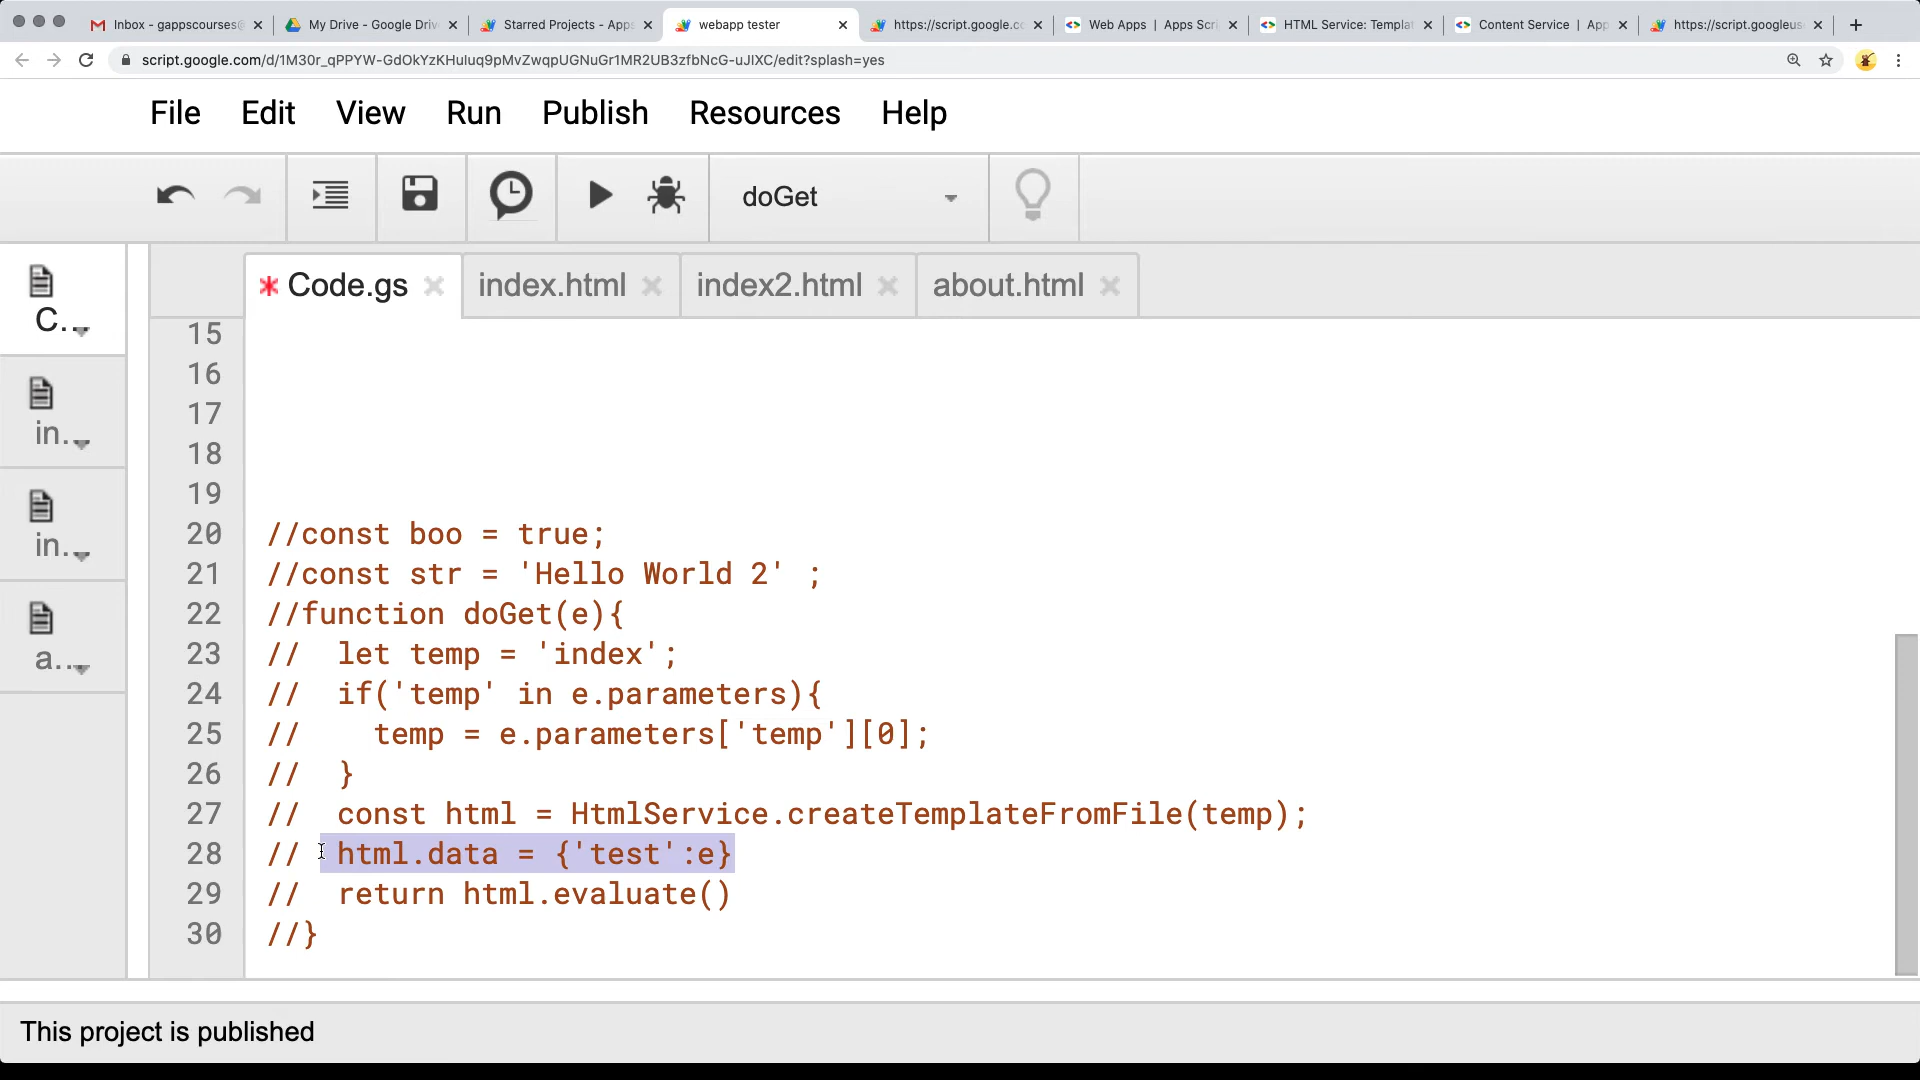 Inbox - gappscourses@
My Drive - Google Driv
Starred Projects - Apps
webapp tester
https://script.google.co
Web Apps | Apps Scri
HTML Service: Templat
Content Service | App
https://script.googleus
script.google.com/d/1M30r_qPPYW-GdOkYzKHuluq9pMvZwqpUGNuGr1MR2UB3zfbNcG-uJlXC/edit?splash=yes
File Edit View Run Publish Resources Help
doGet
C...
in...
in...
a...
* Code.gs
index.html
index2.html
about.html
15
16
17
18
19
20 //const boo = true;
21 //const str = 'Hello World 2' ;
22 //function doGet(e){
23 //  let temp = 'index';
24 //  if('temp' in e.parameters){
25 //    temp = e.parameters['temp'][0];
26 //  }
27 //  const html = HtmlService.createTemplateFromFile(temp);
28 //  html.data = {'test':e}
29 //  return html.evaluate()
30 //}
This project is published